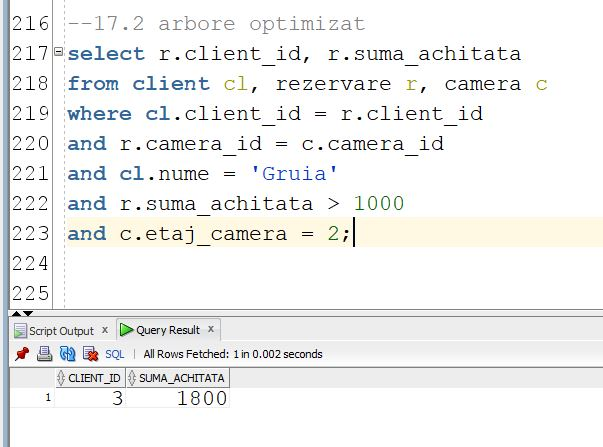 216 --17.2 arbore optimizat
217 select r.client_id, r.suma_achitata
218 from client cl, rezervare r, camera c
219 where cl.client_id = r.client_id
220 and r.camera_id = c.camera_id
221 and cl.nume = 'Gruia'
222 and r.suma_achitata > 1000
223 and c.etaj_camera = 2;
224
225
Script Output x Query Result x
SQL | All Rows Fetched: 1 in 0.002 seconds
CLIENT_ID SUMA_ACHITATA
1 3 1800